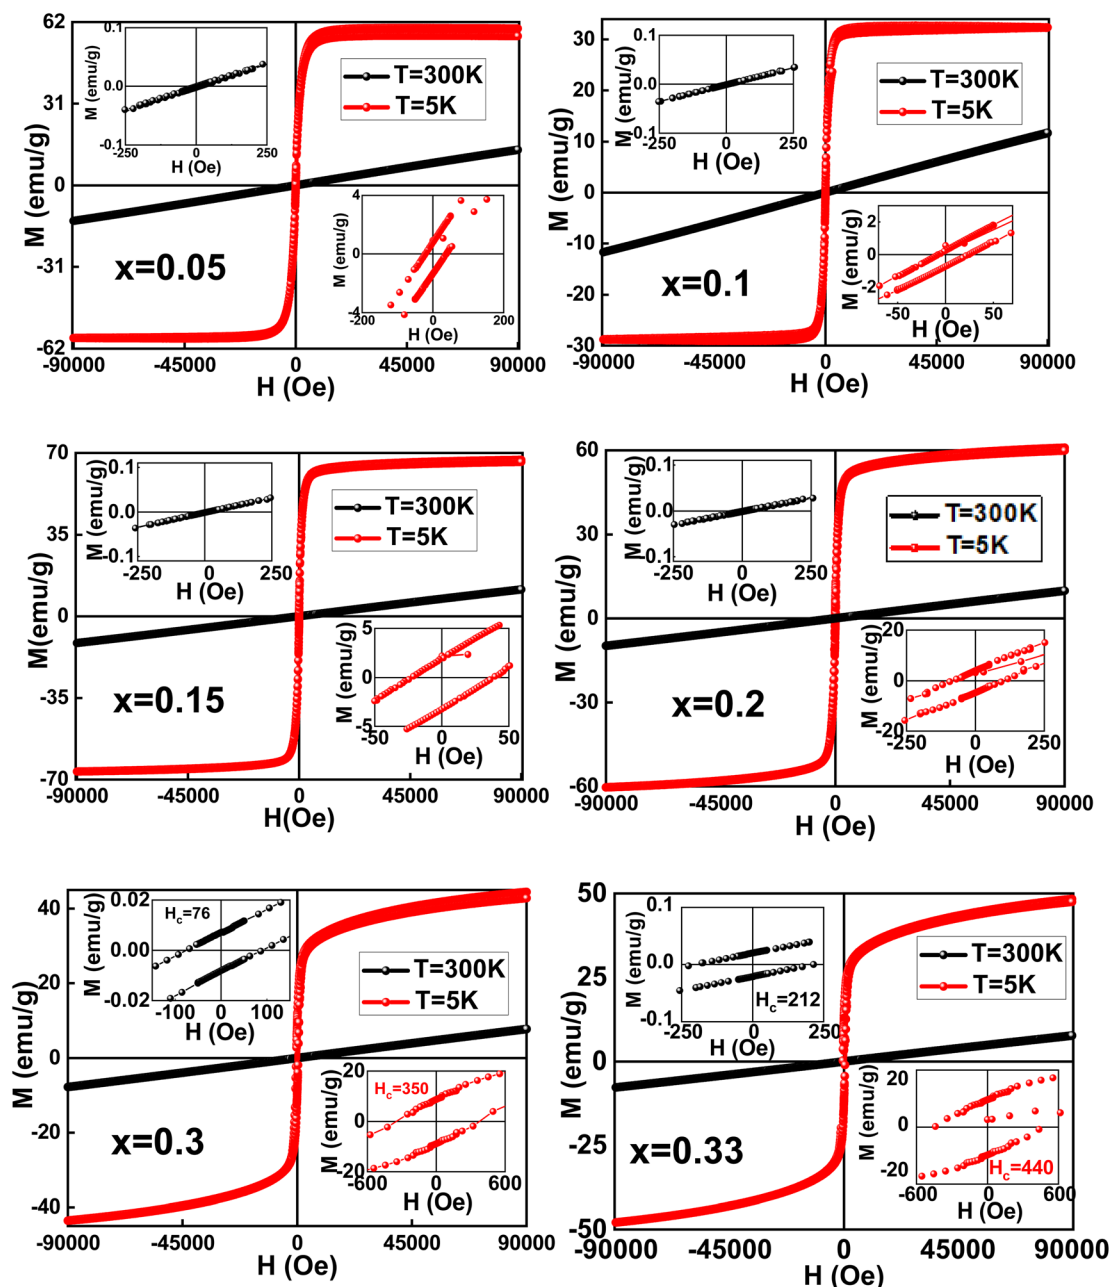 62
31
0
-31
-62
M (emu/g)
-90000 -45000 0 45000 90000
H (Oe)
0.1
0.0
-0.1
M (emu/g)
-250 0 250
H (Oe)
T=300K
T=5K
x=0.05
4
0
-4
M (emu/g)
-200 0 200
H (Oe)
30
20
10
0
-10
-20
-30
M (emu/g)
-90000 -45000 0 45000 90000
H (Oe)
0.1
0.0
-0.1
M (emu/g)
-250 0 250
H (Oe)
T=300K
T=5K
x=0.1
2
0
-2
M (emu/g)
-50 0 50
H (Oe)
70
35
0
-35
-70
M(emu/g)
-90000 -45000 0 45000 90000
H(Oe)
0.1
0.0
-0.1
M (emu/g)
-250 0 250
H (Oe)
T=300K
T=5K
x=0.15
5
0
-5
M (emu/g)
-50 0 50
H (Oe)
60
40
20
0
-20
-40
-60
M (emu/g)
-90000 -45000 0 45000 90000
H (Oe)
0.1
0.0
-0.1
M (emu/g)
-250 0 250
H (Oe)
T=300K
T=5K
x=0.2
20
0
-20
M (emu/g)
-250 0 250
H (Oe)
40
20
0
-20
-40
M (emu/g)
-90000 -45000 0 45000 90000
H (Oe)
0.02
0.00
-0.02
M (emu/g)
Hc=76
-100 0 100
H (Oe)
T=300K
T=5K
x=0.3
20
0
-20
M (emu/g)
Hc=350
-600 0 600
H (Oe)
50
25
0
-25
-50
M (emu/g)
-90000 -45000 0 45000 90000
H (Oe)
0.1
0.0
-0.1
M (emu/g)
Hc=212
-250 0 250
H (Oe)
T=300K
T=5K
x=0.33
20
0
-20
M (emu/g)
Hc=440
-600 0 600
H (Oe)